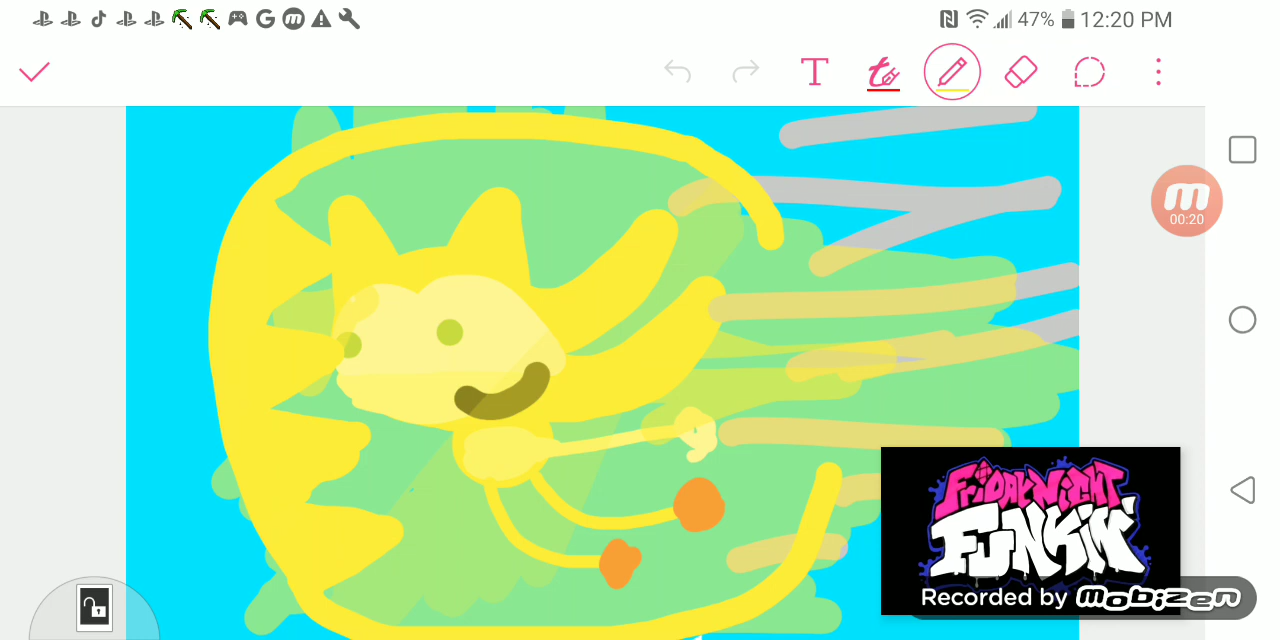 47% 12:20 PM
T
00:20
FRiDAY NiGHT
FUNKiN'
Recorded by mobizen